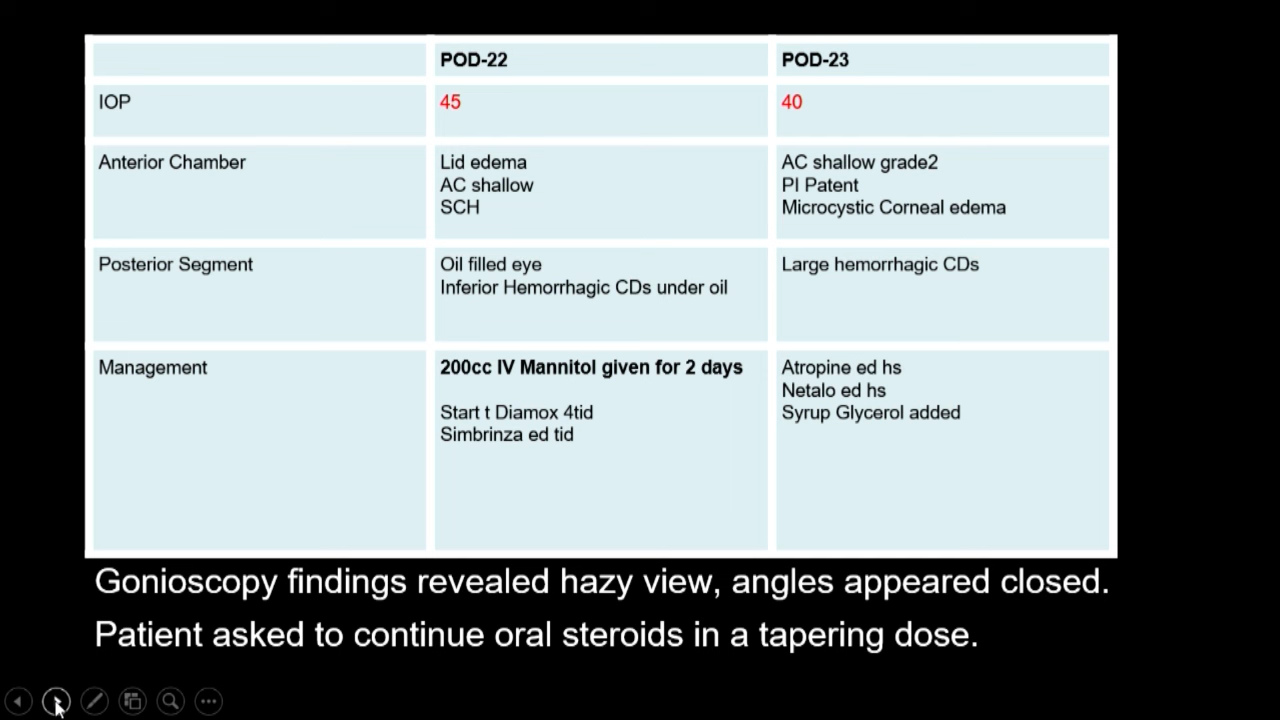 POD-22 POD-23
IOP 45 40
Anterior Chamber Lid edema AC shallow grade2
AC shallow PI Patent
SCH Microcystic Corneal edema
Posterior Segment Oil filled eye Large hemorrhagic CDs
Inferior Hemorrhagic CDs under oil
Management 200cc IV Mannitol given for 2 days Atropine ed hs
Netalo ed hs
Start t Diamox 4tid Syrup Glycerol added
Simbrinza ed tid
Gonioscopy findings revealed hazy view, angles appeared closed.
Patient asked to continue oral steroids in a tapering dose.